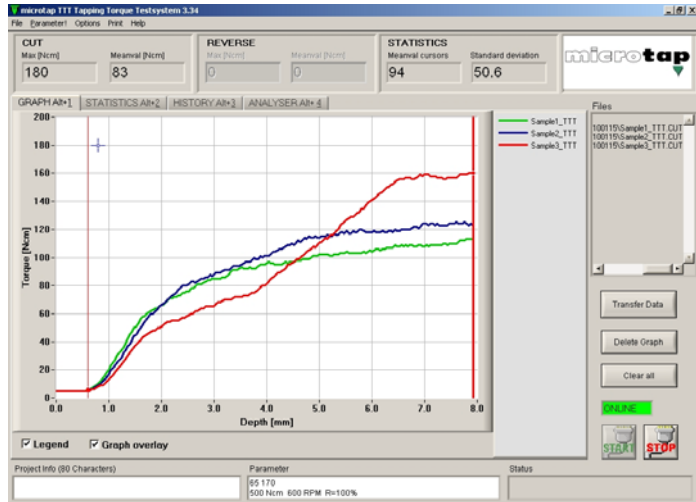 microtap TTT Tapping Torque Testsystem 3.34
File Parameter! Options Print Help
CUT
Max [Ncm] Meanval [Ncm]
180 83
REVERSE
Max [Ncm] Meanval [Ncm]
0 0
STATISTICS
Meanval cursors Standard deviation
94 50.6
microtap
GRAPH Alt+1 STATISTICS Alt+2 HISTORY Alt+3 ANALYSER Alt+4
Files
100115\Sample1_TTT.CUT
100115\Sample2_TTT.CUT
100115\Sample3_TTT.CUT
Sample1_TTT
Sample2_TTT
Sample3_TTT
200
180
160
140
120
100
80
60
40
20
0
Torque [Ncm]
0.0 1.0 2.0 3.0 4.0 5.0 6.0 7.0 8.0
Depth [mm]
Transfer Data
Delete Graph
Clear all
ONLINE
START STOP
Legend Graph overlay
Project Info (80 Characters) Parameter Status
65 170
500 Ncm 600 RPM R=100%